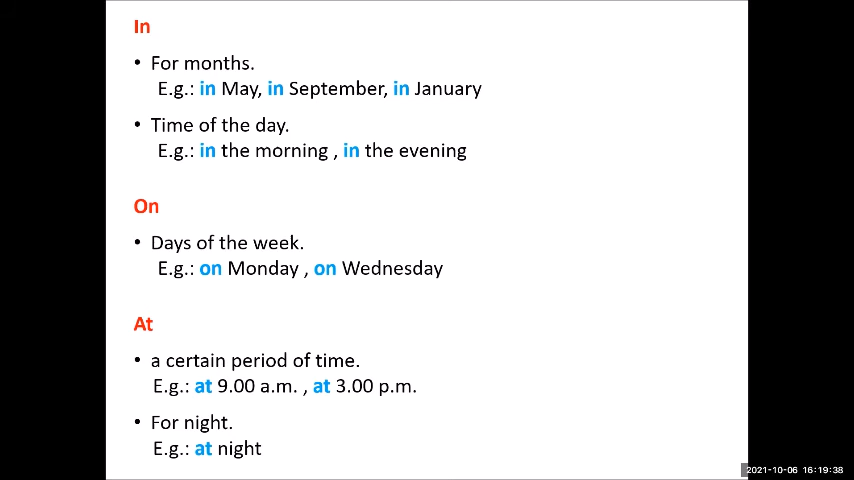 In
• For months.
E.g.: in May, in September, in January
• Time of the day.
E.g.: in the morning , in the evening
On
• Days of the week.
E.g.: on Monday , on Wednesday
At
• a certain period of time.
E.g.: at 9.00 a.m. , at 3.00 p.m.
• For night.
E.g.: at night
2021-10-06 16:19:38